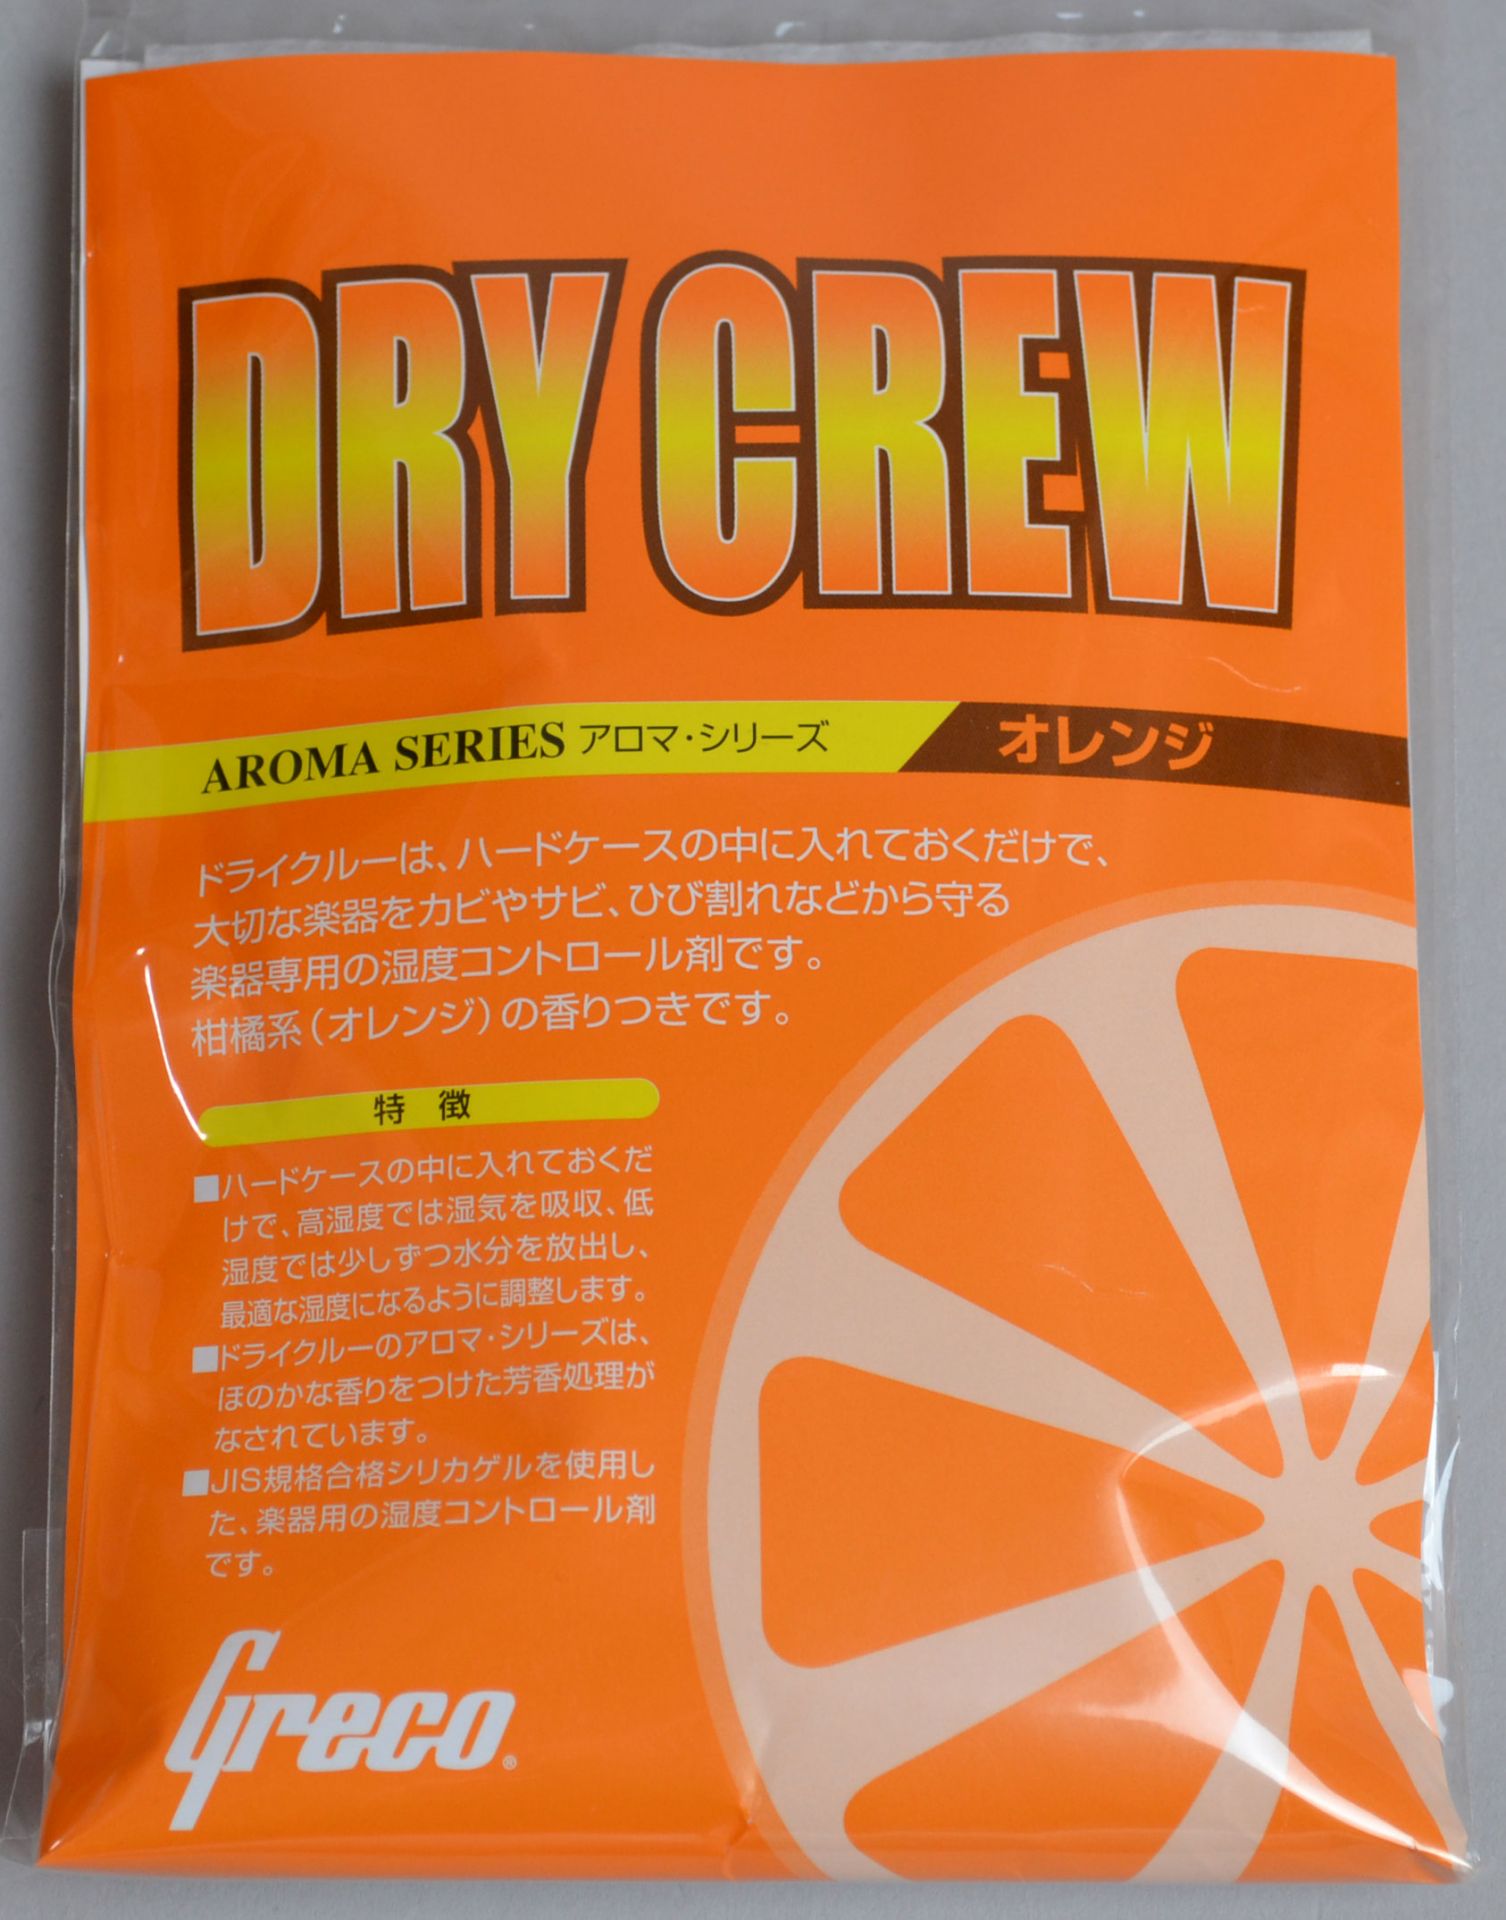 DRY CREW
AROMA SERIES アロマ・シリーズ オレンジ
ドライクルーは、ハードケースの中に入れておくだけで、
大切な楽器をカビやサビ、ひび割れなどから守る
楽器専用の湿度コントロール剤です。
柑橘系（オレンジ）の香りつきです。
特 徴
■ハードケースの中に入れておくだ
けで、高湿度では湿気を吸収、低
湿度では少しずつ水分を放出し、
最適な湿度になるように調整します。
■ドライクルーのアロマ・シリーズは、
ほのかな香りをつけた芳香処理が
なされています。
■JIS規格合格シリカゲルを使用し
た、楽器用の湿度コントロール剤
です。
Greco®